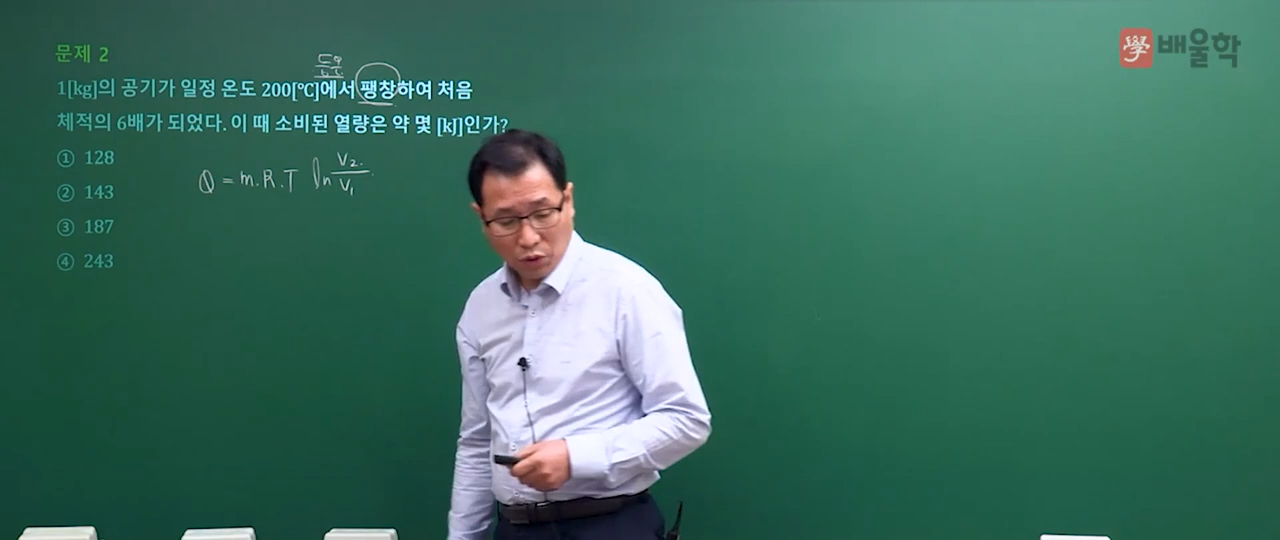 문제 2
등온
1[kg]의 공기가 일정 온도 200[℃]에서 팽창하여 처음
체적의 6배가 되었다. 이 때 소비된 열량은 약 몇 [kJ]인가?
① 128
② 143
③ 187
④ 243
Q = m.R.T ln V₂/V₁
學 배울학